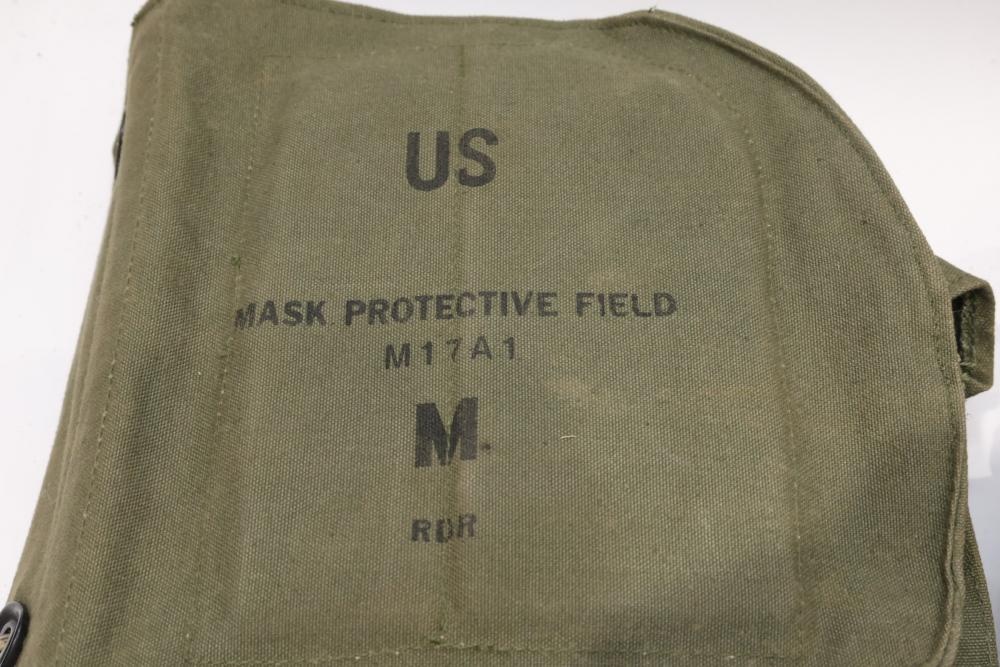 US
MASK PROTECTIVE FIELD
M17A1
M
RDR